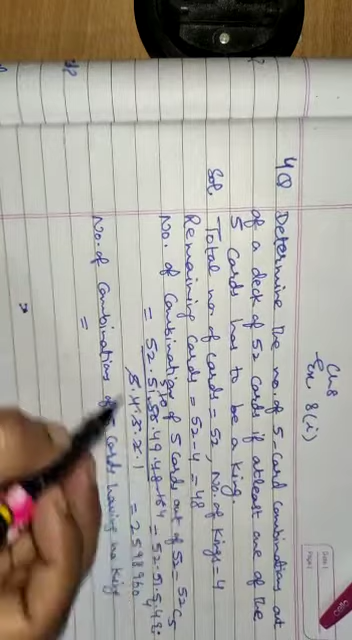 Ch 8
Ex. 8(i)
4Q Determine the no. of 5-card combinations out
of a deck of 52 cards if atleast one of the
5 cards has to be a king.
Sol. Total no. of cards = 52, No. of kings = 4
Remaining cards = 52-4 = 48
No. of Combination of 5 cards out of 52 = 52C5
= 52.51.50.49.48
5.4.3.2.1 = 2598960
No. of Combinations of 5 cards having no king
=